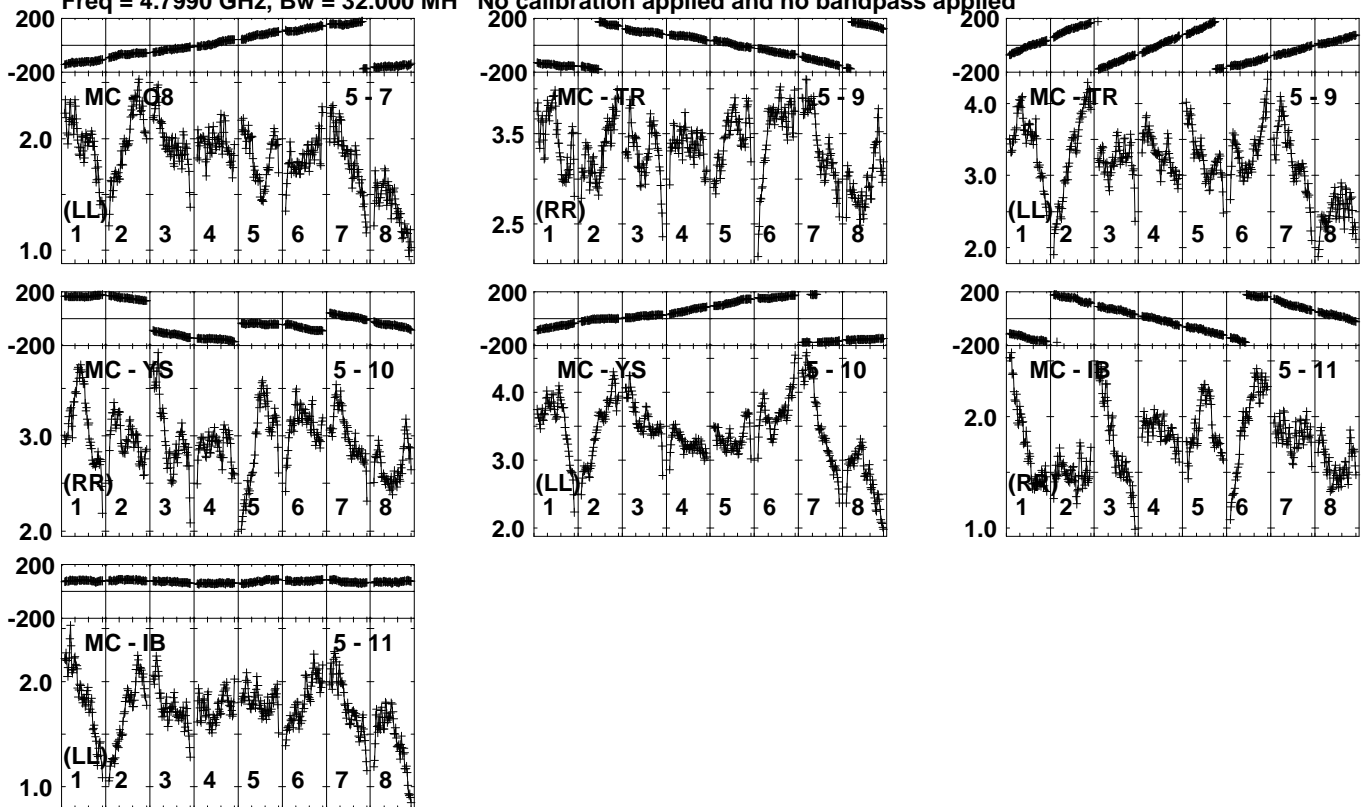 Freq = 4.7990 GHz, Bw = 32.000 MH No calibration applied and no bandpass applied
200
-200
MC - O8 5 - 7
2.0
(LL)
1.0
1 2 3 4 5 6 7 8
MC - TR 5 - 9
3.5
(RR)
2.5
1 2 3 4 5 6 7 8
4.0
MC - TR 5 - 9
3.0
(LL)
2.0
1 2 3 4 5 6 7 8
200
-200
MC - YS 5 - 10
3.0
(RR)
2.0
1 2 3 4 5 6 7 8
200
-200
MC - YS 5 - 10
4.0
3.0
(LL)
2.0
1 2 3 4 5 6 7 8
200
-200
MC - IB 5 - 11
2.0
(RR)
1.0
1 2 3 4 5 6 7 8
200
-200
MC - IB 5 - 11
2.0
(LL)
1.0
1 2 3 4 5 6 7 8